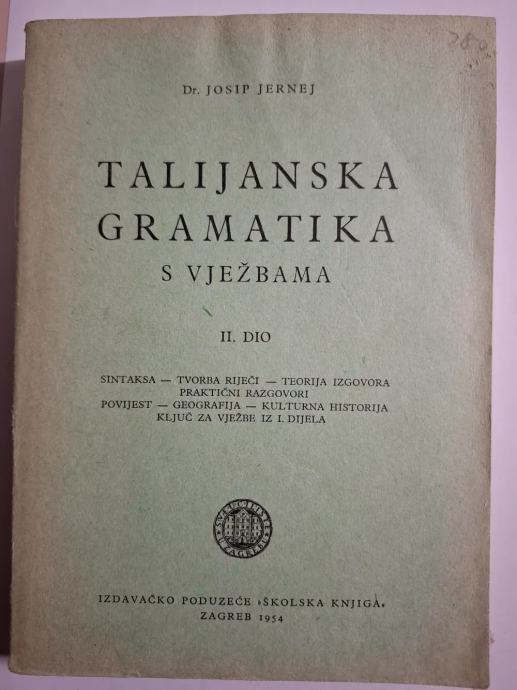 Dr. JOSIP JERNEJ
TALIJANSKA
GRAMATIKA
S VJEŽBAMA
II. DIO
SINTAKSA — TVORBA RIJEČI — TEORIJA IZGOVORA
PRAKTIČNI RAZGOVORI
POVIJEST — GEOGRAFIJA — KULTURNA HISTORIJA
KLJUČ ZA VJEŽBE IZ I. DIJELA
IZDAVAČKO PODUZEĆE »ŠKOLSKA KNJIGA«
ZAGREB 1954